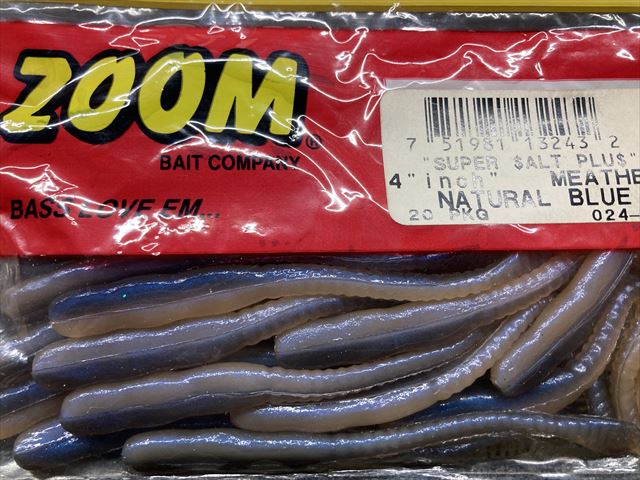 ZOOM®
BAIT COMPANY
BASS LOVE EM...
7 51981 13243 2
"SUPER $ALT PLU$"
4" inch" MEATHE
NATURAL BLUE
20 PKG 024-